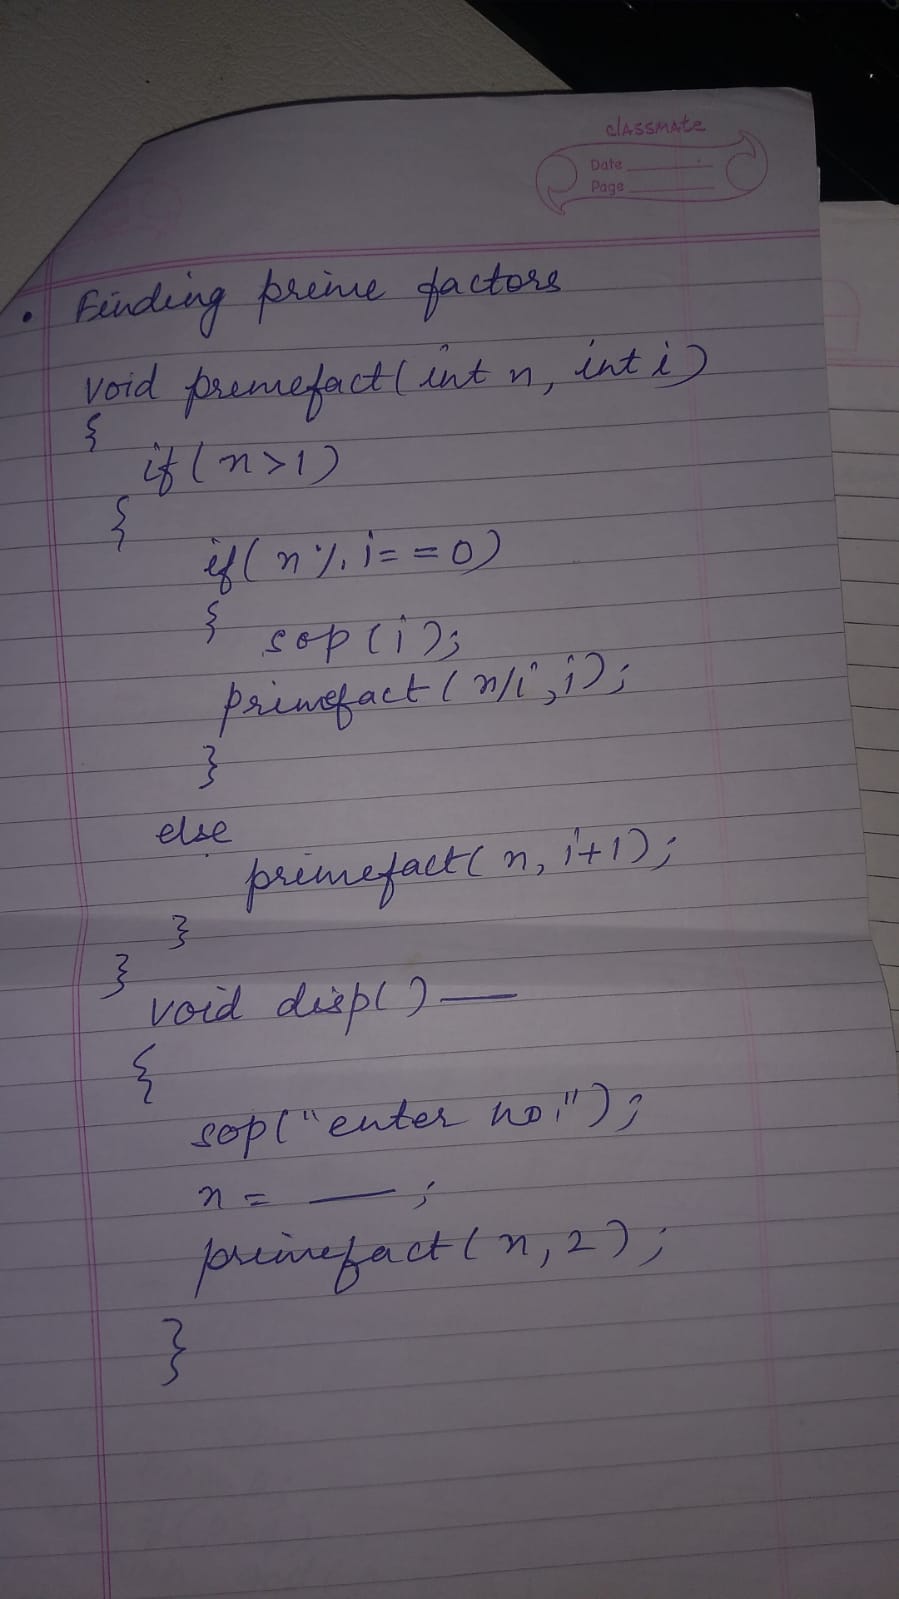 classmate
Date
Page
• Finding prime factors
void primefact(int n, int i)
{
if(n>1)
{
if(n%i==0)
{
sop(i);
primefact(n/i,i);
}
else
primefact(n, i+1);
}
}
void disp()—
{
sop("enter no.");
n = —;
primefact(n,2);
}